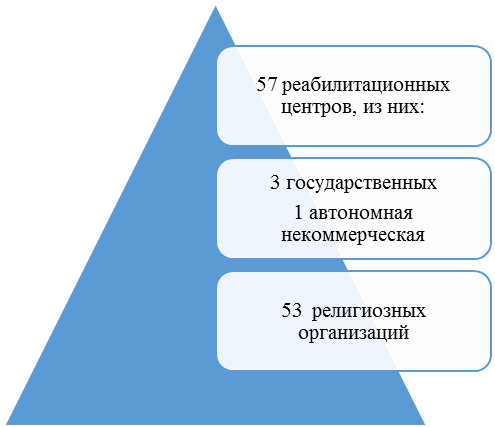 57 реабилитационных
центров, из них:
3 государственных
1 автономная
некоммерческая
53 религиозных
организаций